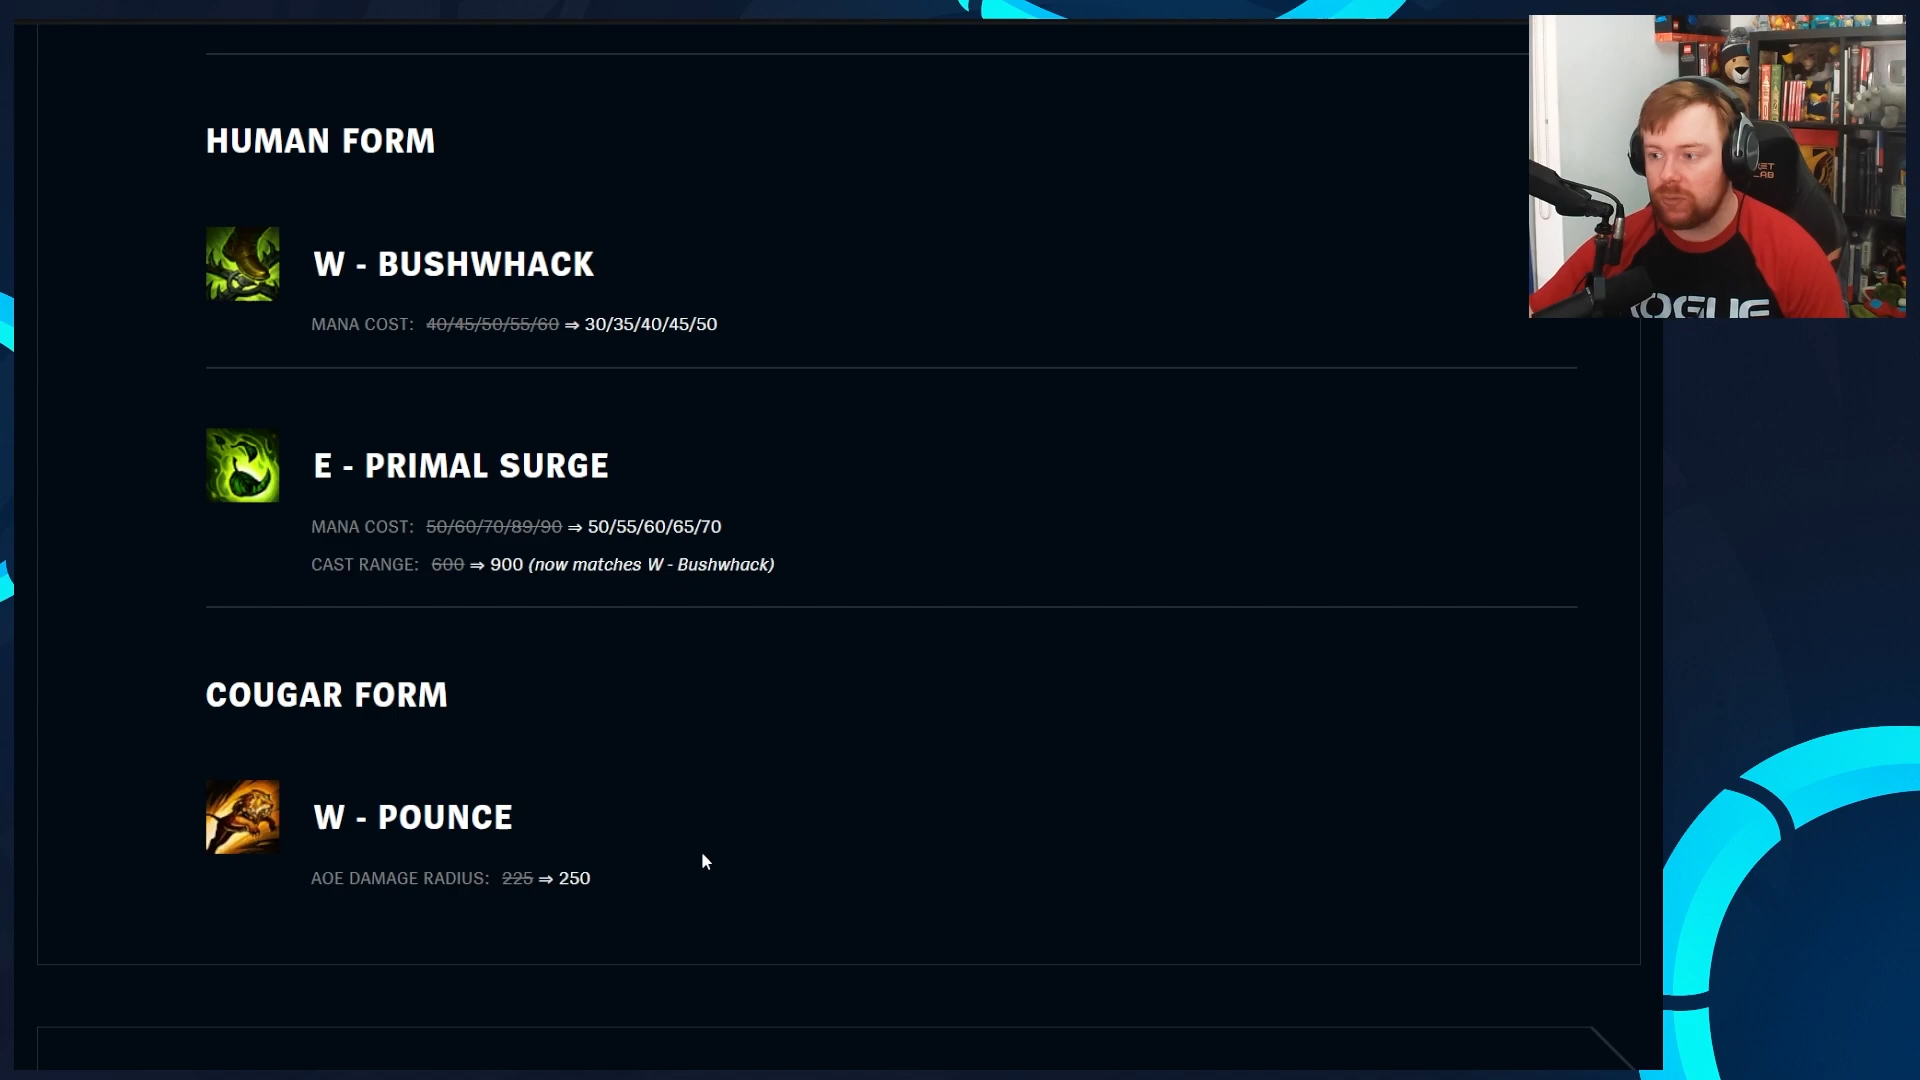 HUMAN FORM
W - BUSHWHACK
MANA COST: 40/45/50/55/60 ⇒ 30/35/40/45/50
E - PRIMAL SURGE
MANA COST: 50/60/70/89/90 ⇒ 50/55/60/65/70
CAST RANGE: 600 ⇒ 900 (now matches W - Bushwhack)
COUGAR FORM
W - POUNCE
AOE DAMAGE RADIUS: 225 ⇒ 250